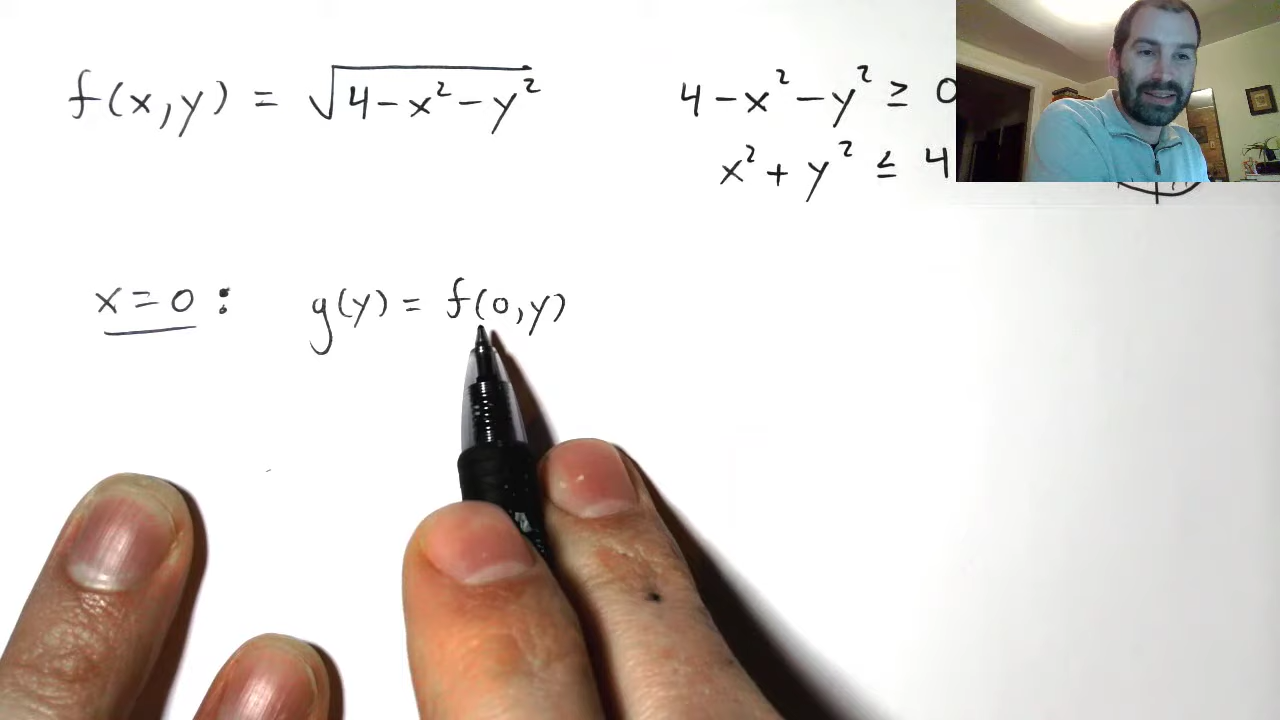 f(x,y) = √(4-x²-y²)
4-x²-y² ≥ 0
x² + y² ≤ 4
x=0 : g(y) = f(0,y)